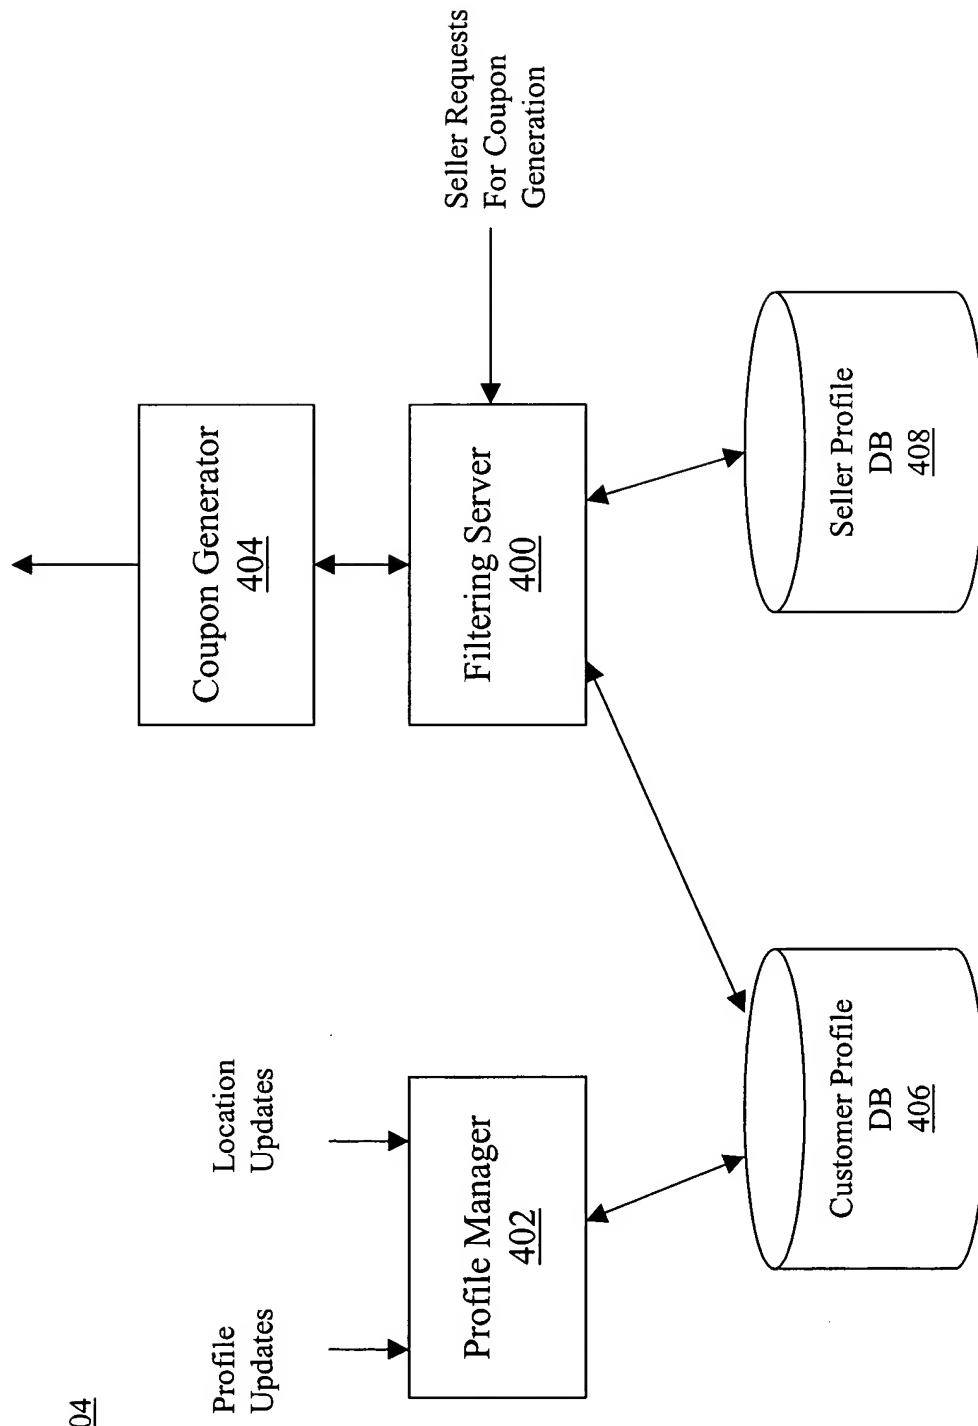 Profile
Updates
Location
Updates
Profile Manager
402
Customer Profile
DB
406
Coupon Generator
404
Filtering Server
400
Seller Requests
For Coupon
Generation
Seller Profile
DB
408